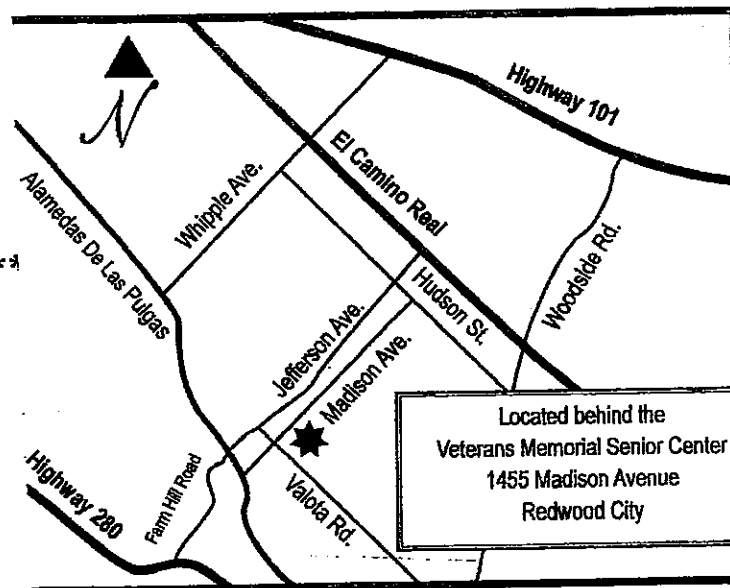 Highway 101
N
El Camino Real
Whipple Ave.
Alamedas De Las Pulgas
Woodside Rd.
Hudson St.
Jefferson Ave.
Madison Ave.
Located behind the
Veterans Memorial Senior Center
1455 Madison Avenue
Redwood City
Farm Hill Road
Highway 280
Valota Rd.